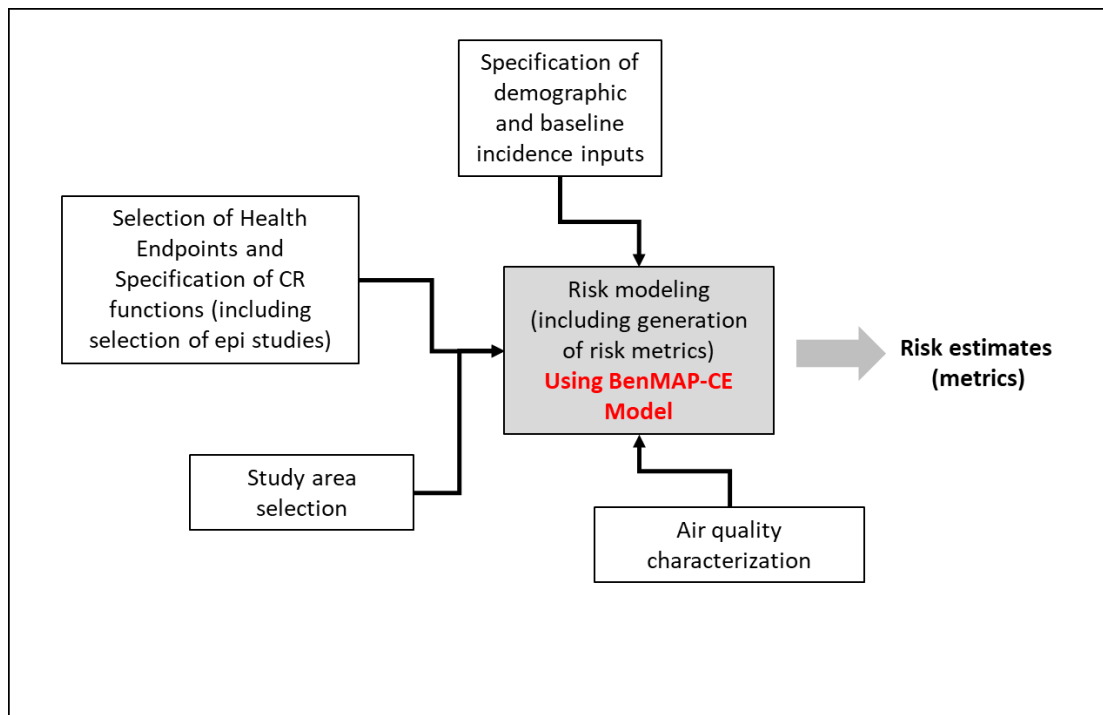 Specification of
demographic
and baseline
incidence inputs
Selection of Health
Endpoints and
Specification of CR
functions (including
selection of epi studies)
Risk modeling
(including generation
of risk metrics)
Using BenMAP-CE
Model
Risk estimates
(metrics)
Study area
selection
Air quality
characterization